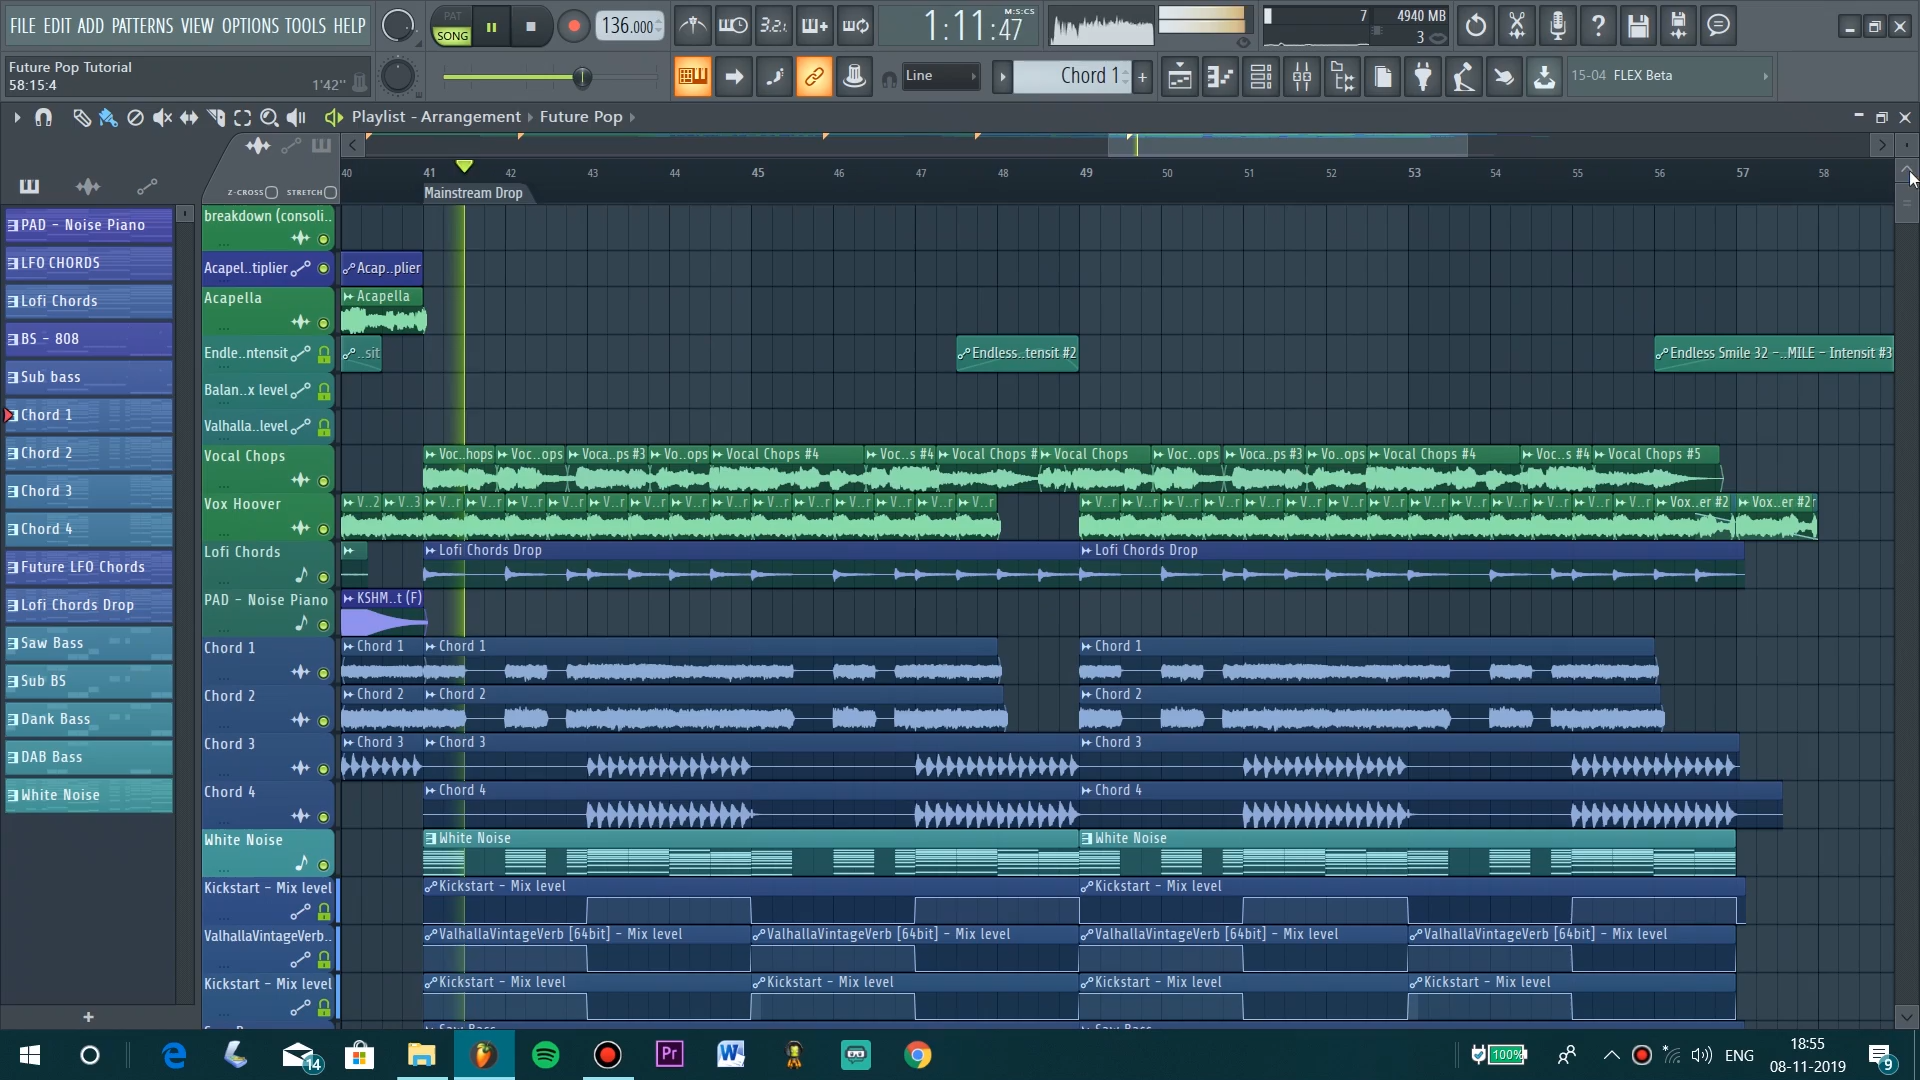 FILE EDIT ADD PATTERNS VIEW OPTIONS TOOLS HELP
PAT
SONG
136.000
3.2.
1:11:47
M:S:CS
7
4940 MB
3
Future Pop Tutorial
58:15:4
1'42"
Line
Chord 1
15-04 FLEX Beta
Playlist - Arrangement
Future Pop
Z-CROSS
STRETCH
40 41 42 43 44 45 46 47 48 49 50 51 52 53 54 55 56 57 58
Mainstream Drop
PAD - Noise Piano
LFO CHORDS
Lofi Chords
BS - 808
Sub bass
Chord 1
Chord 2
Chord 3
Chord 4
Future LFO Chords
Lofi Chords Drop
Saw Bass
Sub BS
Dank Bass
DAB Bass
White Noise
breakdown (consoli..
Acapel..tiplier
Acap..plier
Acapella
Acapella
Endle..ntensit
..sit
Endless..tensit #2
Endless Smile 32 -..MILE - Intensit #3
Balan..x level
Valhalla..level
Vocal Chops
Voc..hops
Voc..ops
Voca..ps #3
Vo..ops
Vocal Chops #4
Voc..s #4
Vocal Chops #
Vocal Chops
Voc..ops
Voca..ps #3
Vo..ops
Vocal Chops #4
Voc..s #4
Vocal Chops #5
Vox Hoover
V..2 V..3 V..r V..r V..r V..r V..r V..r V..r V..r V..r V..r V..r V..r V..r V..r
V..r V..r V..r V..r V..r V..r V..r V..r V..r V..r V..r V..r V..r V..r Vox..er #2 Vox..er #2r
Lofi Chords
Lofi Chords Drop
Lofi Chords Drop
PAD - Noise Piano
KSHM..t (F)
Chord 1
Chord 1
Chord 1
Chord 1
Chord 2
Chord 2
Chord 2
Chord 2
Chord 3
Chord 3
Chord 3
Chord 3
Chord 4
Chord 4
Chord 4
White Noise
White Noise
White Noise
Kickstart - Mix level
Kickstart - Mix level
Kickstart - Mix level
ValhallaVintageVerb..
ValhallaVintageVerb [64bit] - Mix level
ValhallaVintageVerb [64bit] - Mix level
ValhallaVintageVerb [64bit] - Mix level
ValhallaVintageVerb [64bit] - Mix level
Kickstart - Mix level
Kickstart - Mix level
Kickstart - Mix level
Kickstart - Mix level
Kickstart - Mix level
14
Pr
W
100%
ENG
18:55
08-11-2019
9